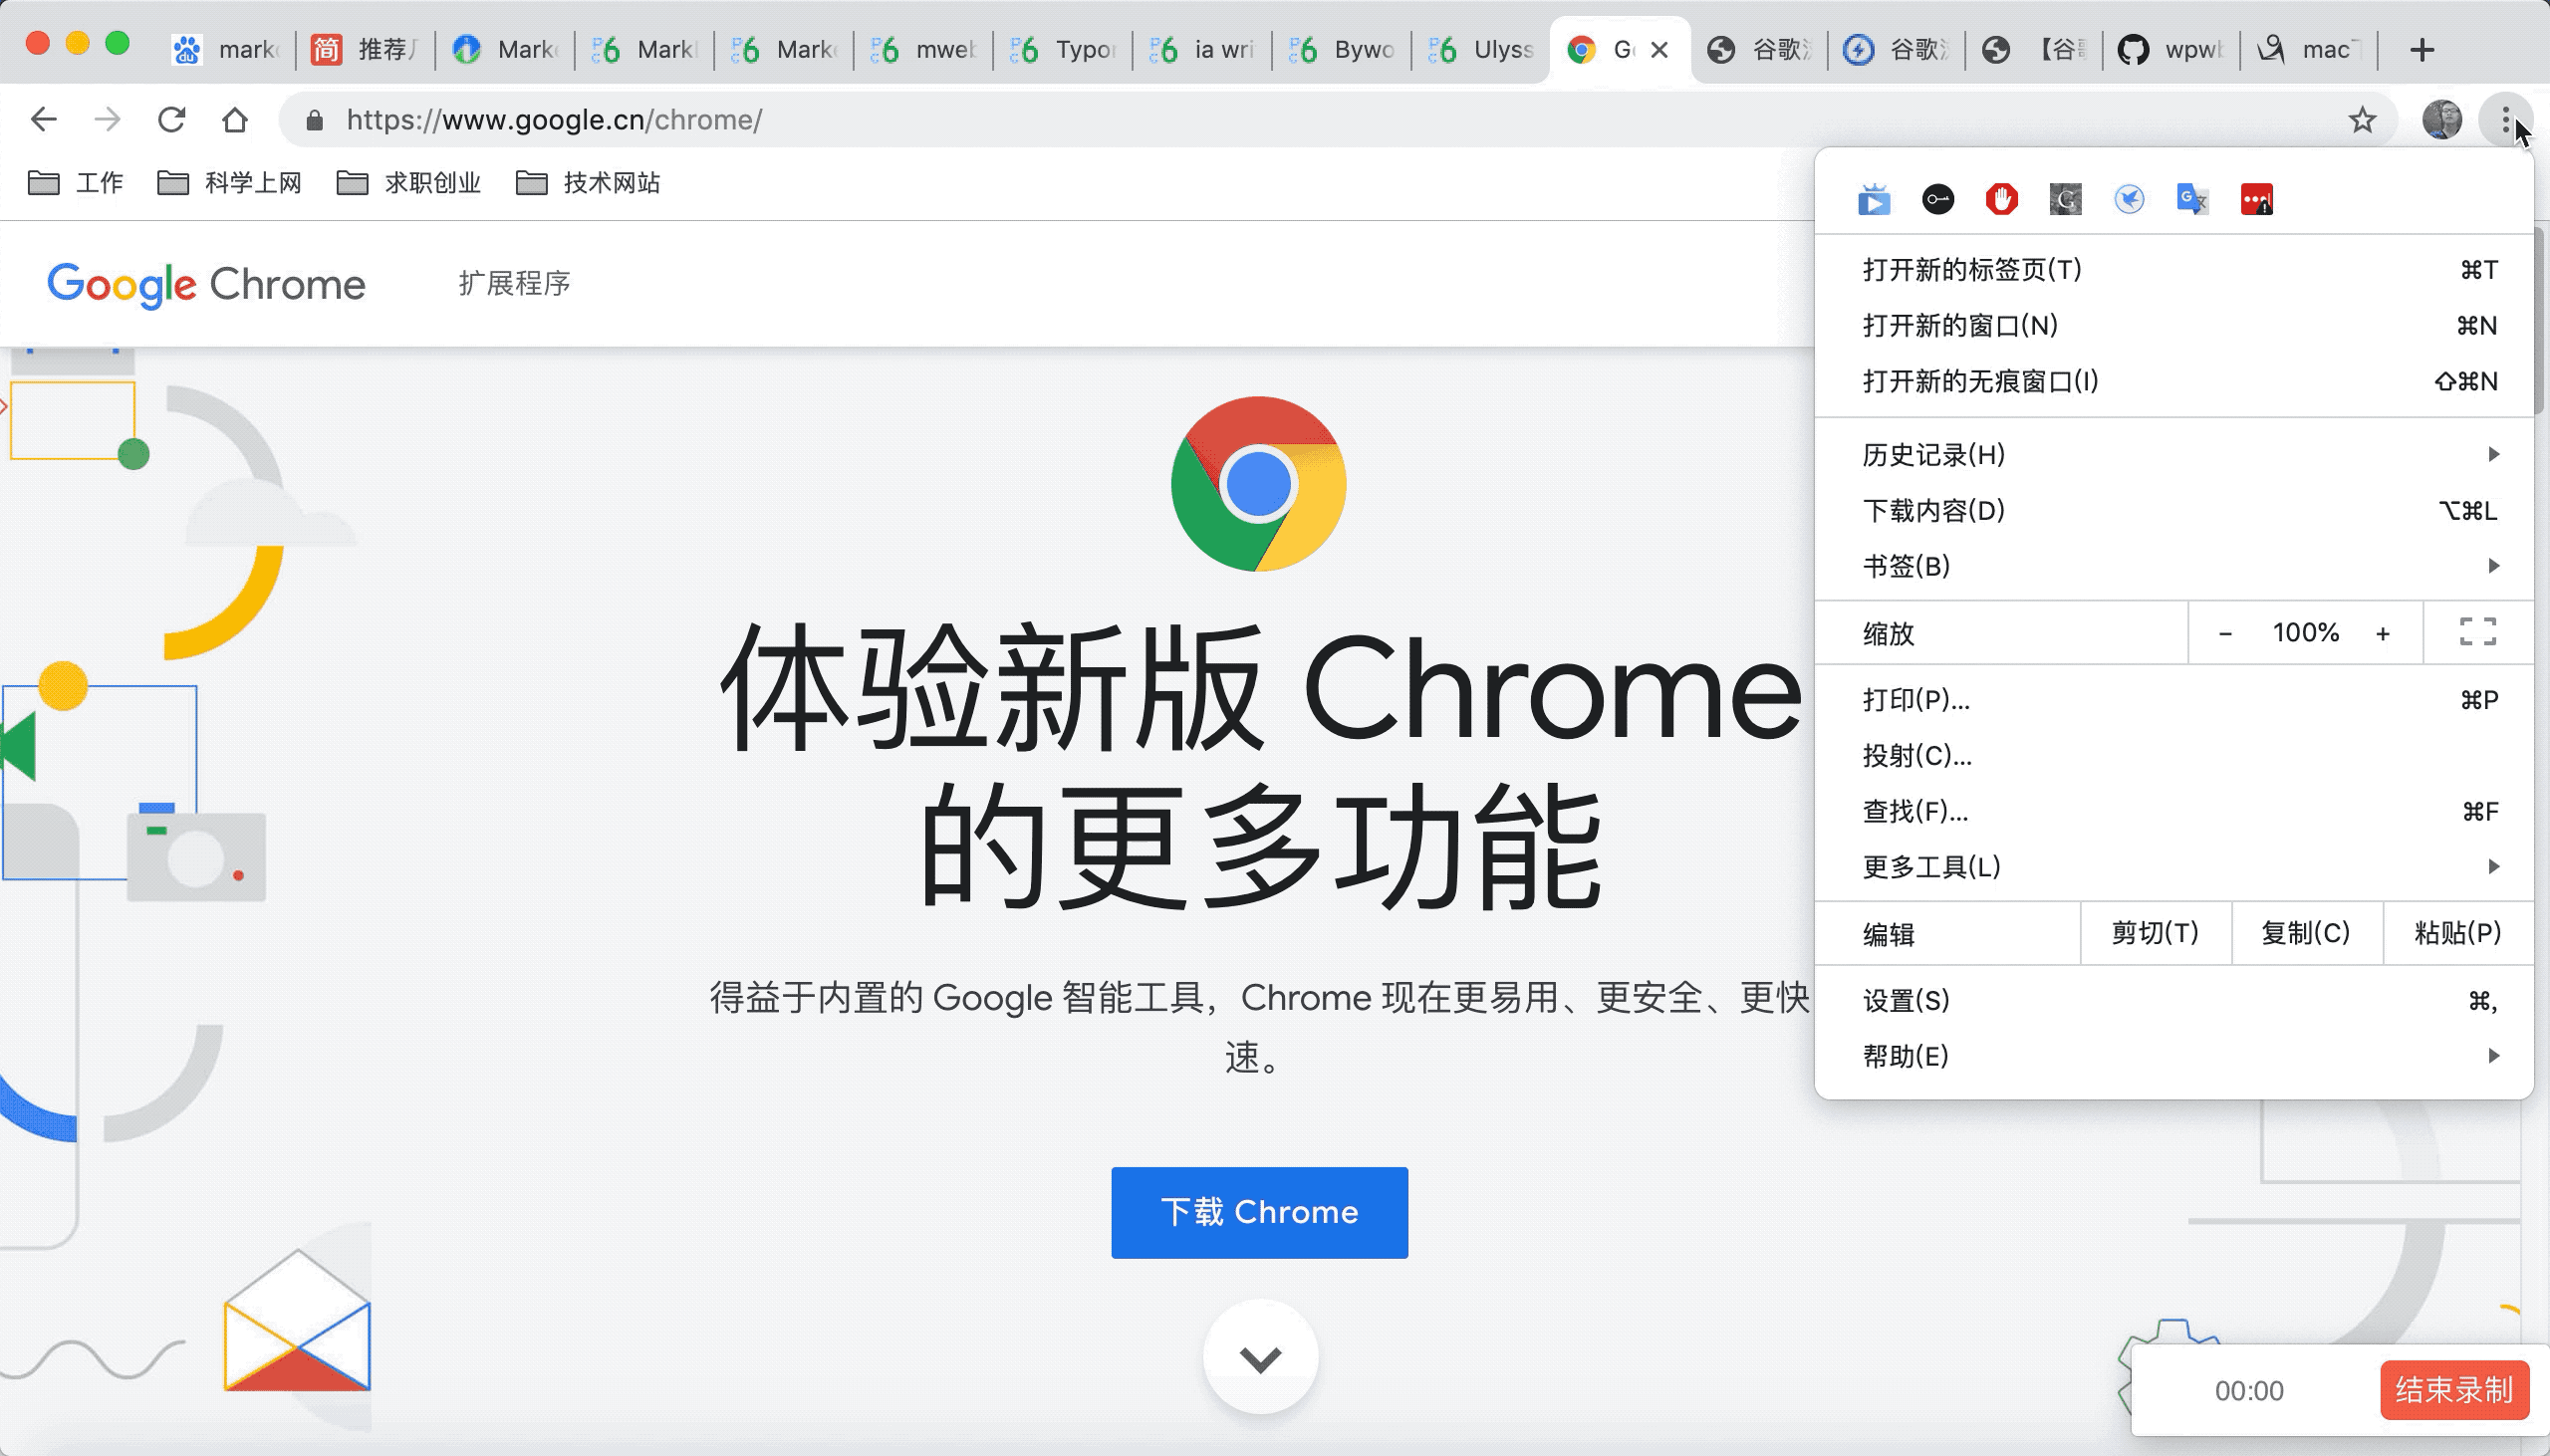 推荐
Typo
ia wri
Bywo
Ulyss
谷歌
谷歌
wpw
mac
https://www.google.cn/chrome/
工作
科学上网
求职创业
技术网站
Google Chrome
扩展程序
体验新版 Chrome
的更多功能
得益于内置的 Google 智能工具，Chrome 现在更易用、更安全、更快
速。
下载 Chrome
打开新的标签页(T) ⌘T
打开新的窗口(N) ⌘N
打开新的无痕窗口(I) ⇧⌘N
历史记录(H)
下载内容(D) ⌥⌘L
书签(B)
缩放 - 100% +
打印(P)... ⌘P
投射(C)...
查找(F)... ⌘F
更多工具(L)
编辑 剪切(T) 复制(C) 粘贴(P)
设置(S) ⌘,
帮助(E)
00:00 结束录制